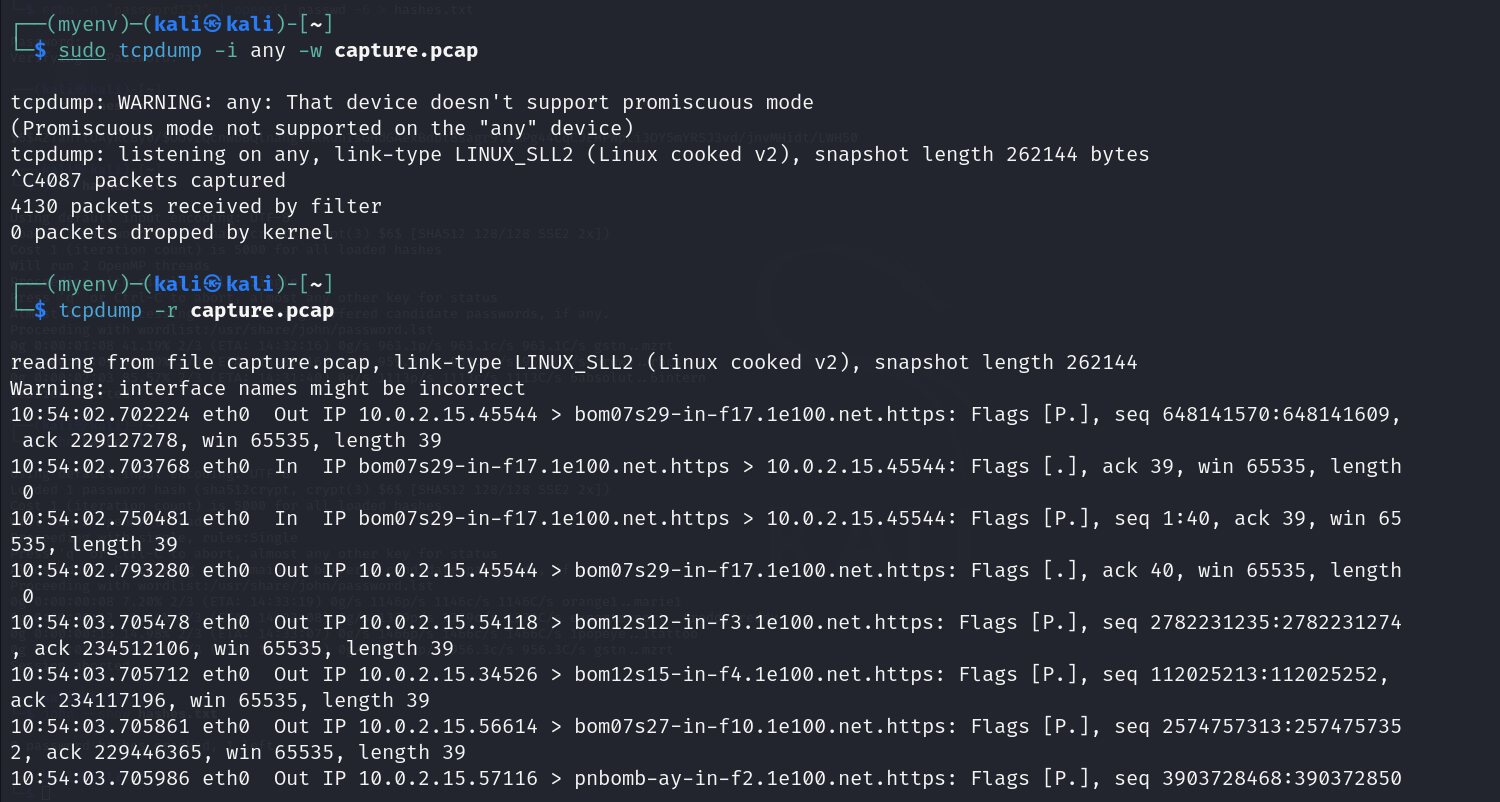 ┌──(myenv)─(kali㉿kali)-[~]
└─$ sudo tcpdump -i any -w capture.pcap
tcpdump: WARNING: any: That device doesn't support promiscuous mode
(Promiscuous mode not supported on the "any" device)
tcpdump: listening on any, link-type LINUX_SLL2 (Linux cooked v2), snapshot length 262144 bytes
^C4087 packets captured
4130 packets received by filter
0 packets dropped by kernel
┌──(myenv)─(kali㉿kali)-[~]
└─$ tcpdump -r capture.pcap
reading from file capture.pcap, link-type LINUX_SLL2 (Linux cooked v2), snapshot length 262144
Warning: interface names might be incorrect
10:54:02.702224 eth0  Out IP 10.0.2.15.45544 > bom07s29-in-f17.1e100.net.https: Flags [P.], seq 648141570:648141609,
 ack 229127278, win 65535, length 39
10:54:02.703768 eth0  In  IP bom07s29-in-f17.1e100.net.https > 10.0.2.15.45544: Flags [.], ack 39, win 65535, length
 0
10:54:02.750481 eth0  In  IP bom07s29-in-f17.1e100.net.https > 10.0.2.15.45544: Flags [P.], seq 1:40, ack 39, win 65
535, length 39
10:54:02.793280 eth0  Out IP 10.0.2.15.45544 > bom07s29-in-f17.1e100.net.https: Flags [.], ack 40, win 65535, length
 0
10:54:03.705478 eth0  Out IP 10.0.2.15.54118 > bom12s12-in-f3.1e100.net.https: Flags [P.], seq 2782231235:2782231274
, ack 234512106, win 65535, length 39
10:54:03.705712 eth0  Out IP 10.0.2.15.34526 > bom12s15-in-f4.1e100.net.https: Flags [P.], seq 112025213:112025252,
ack 234117196, win 65535, length 39
10:54:03.705861 eth0  Out IP 10.0.2.15.56614 > bom07s27-in-f10.1e100.net.https: Flags [P.], seq 2574757313:257475735
2, ack 229446365, win 65535, length 39
10:54:03.705986 eth0  Out IP 10.0.2.15.57116 > pnbomb-ay-in-f2.1e100.net.https: Flags [P.], seq 3903728468:390372850